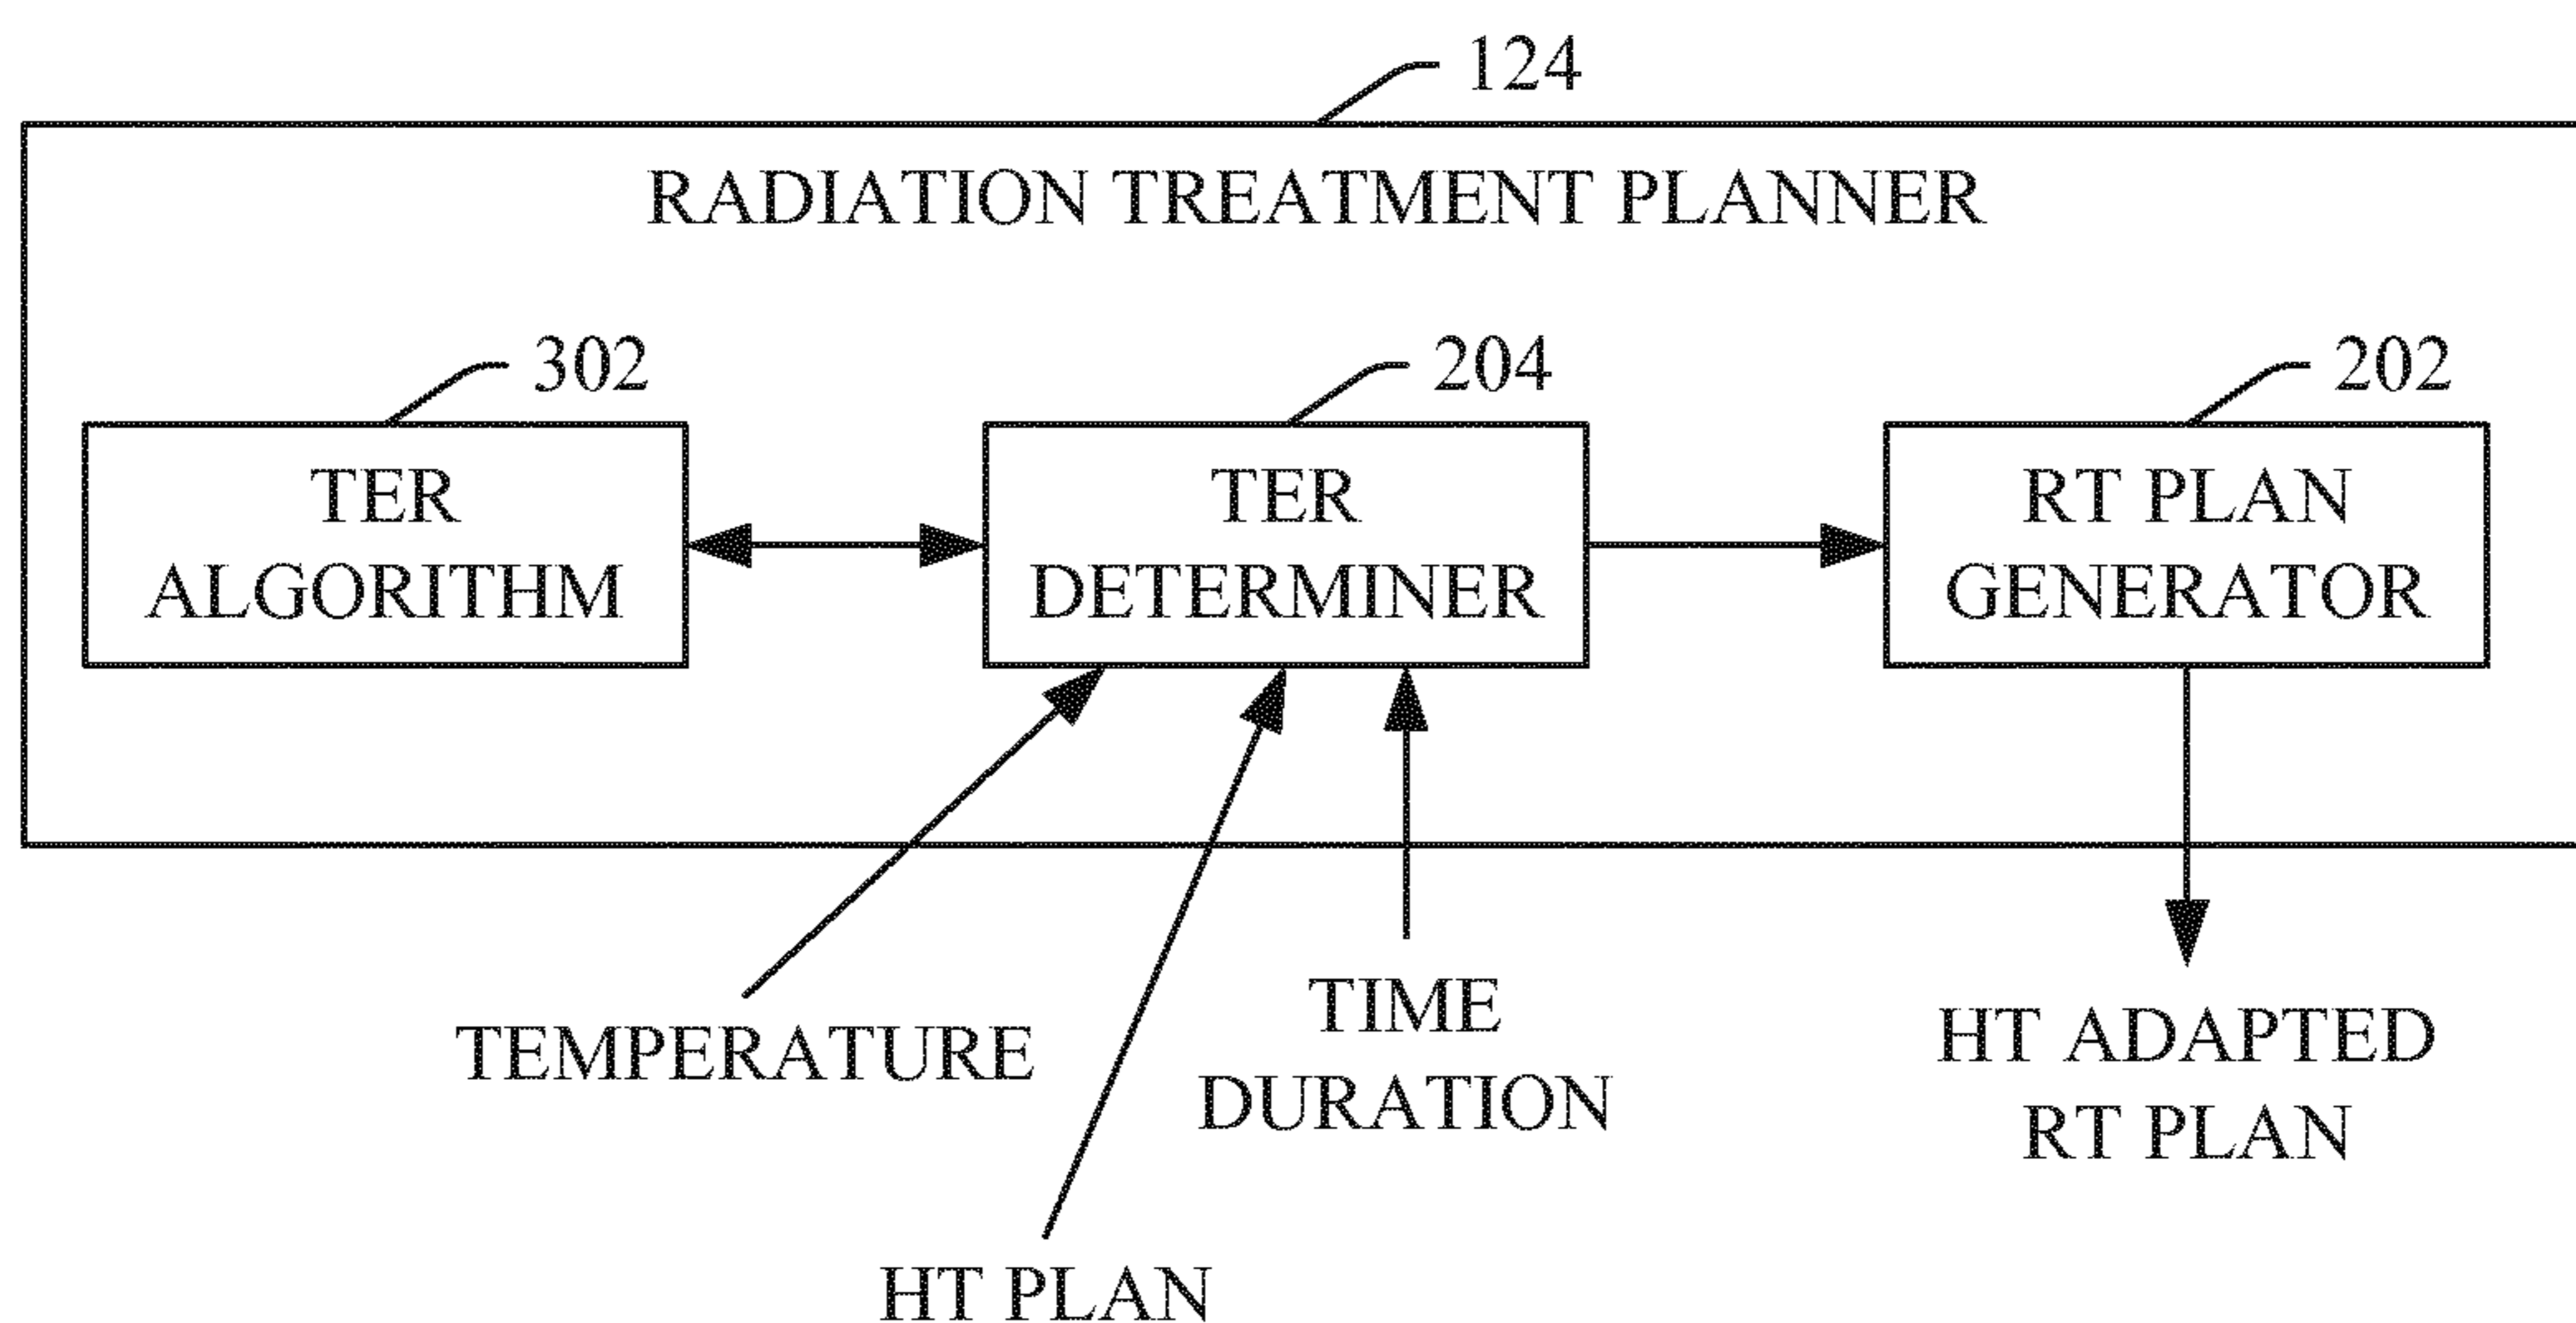 124
RADIATION TREATMENT PLANNER
302
204
202
TER
ALGORITHM
TER
DETERMINER
RT PLAN
GENERATOR
TEMPERATURE
HT PLAN
TIME
DURATION
HT ADAPTED
RT PLAN